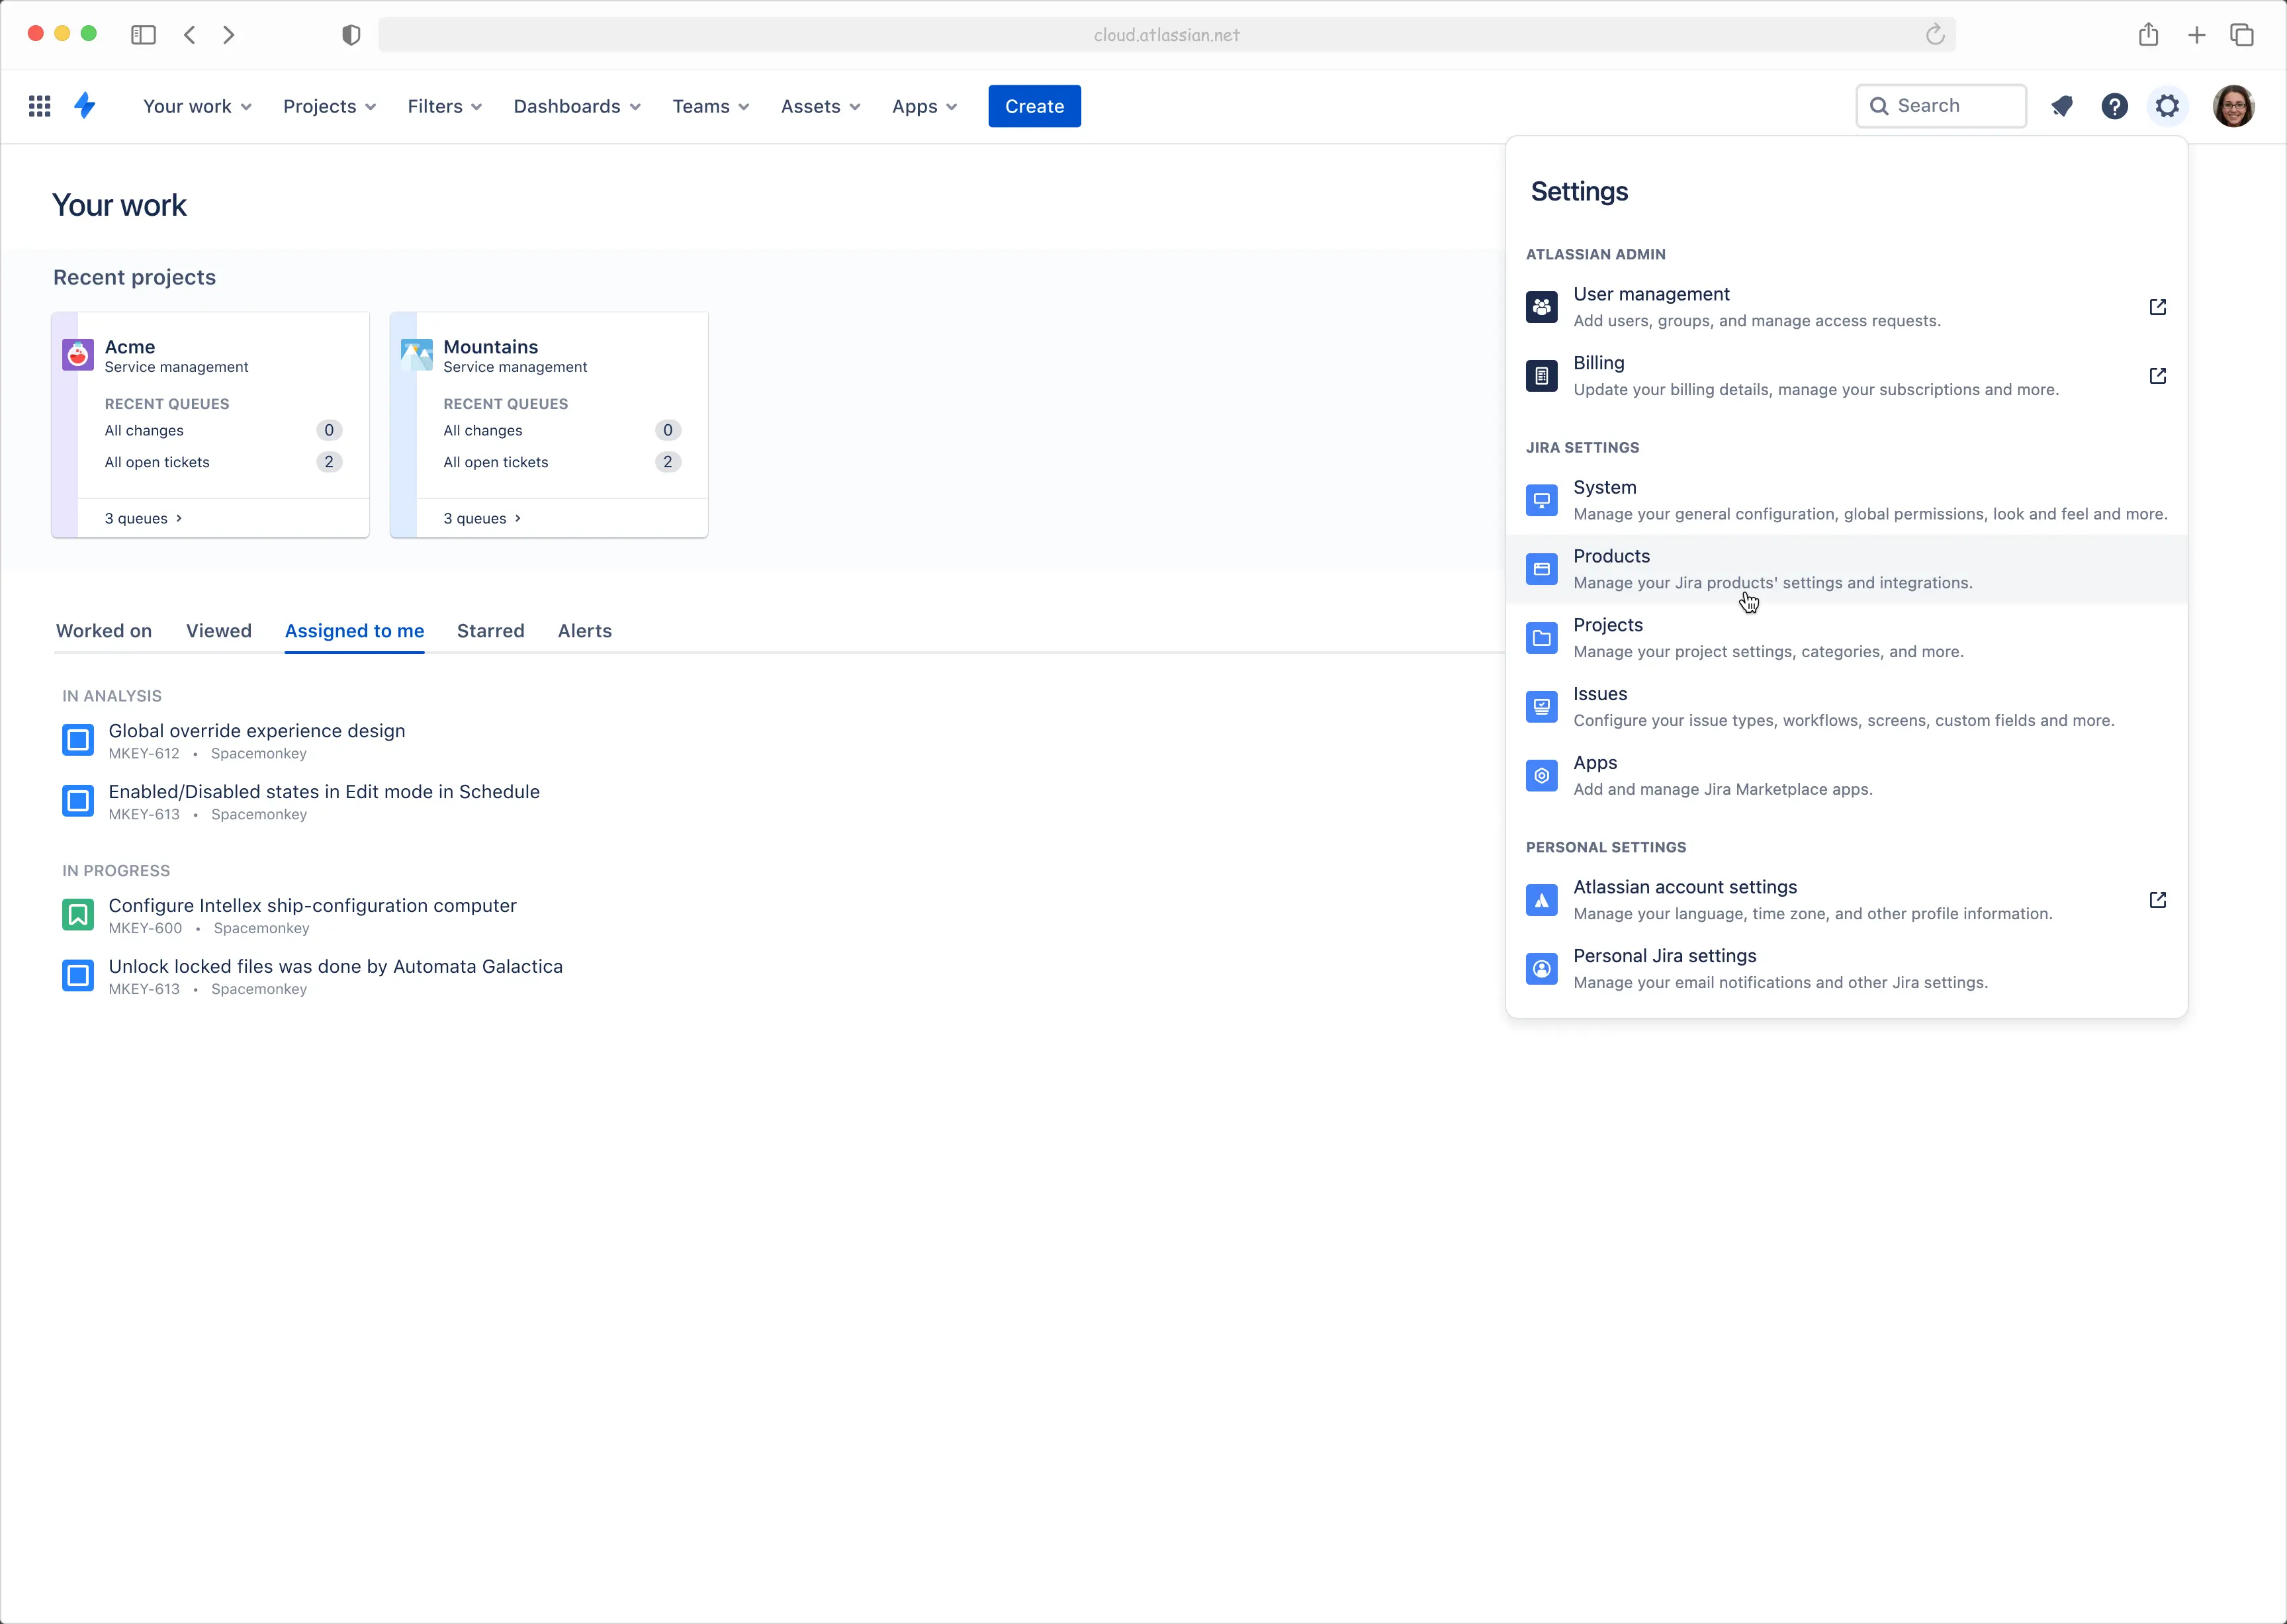 cloud.atlassian.net
Your work
Projects
Filters
Dashboards
Teams
Assets
Apps
Create
Search
Your work
Recent projects
Acme
Service management
RECENT QUEUES
All changes 0
All open tickets 2
3 queues
Mountains
Service management
RECENT QUEUES
All changes 0
All open tickets 2
3 queues
Worked on
Viewed
Assigned to me
Starred
Alerts
IN ANALYSIS
Global override experience design
MKEY-612 • Spacemonkey
Enabled/Disabled states in Edit mode in Schedule
MKEY-613 • Spacemonkey
IN PROGRESS
Configure Intellex ship-configuration computer
MKEY-600 • Spacemonkey
Unlock locked files was done by Automata Galactica
MKEY-613 • Spacemonkey
Settings
ATLASSIAN ADMIN
User management
Add users, groups, and manage access requests.
Billing
Update your billing details, manage your subscriptions and more.
JIRA SETTINGS
System
Manage your general configuration, global permissions, look and feel and more.
Products
Manage your Jira products' settings and integrations.
Projects
Manage your project settings, categories, and more.
Issues
Configure your issue types, workflows, screens, custom fields and more.
Apps
Add and manage Jira Marketplace apps.
PERSONAL SETTINGS
Atlassian account settings
Manage your language, time zone, and other profile information.
Personal Jira settings
Manage your email notifications and other Jira settings.